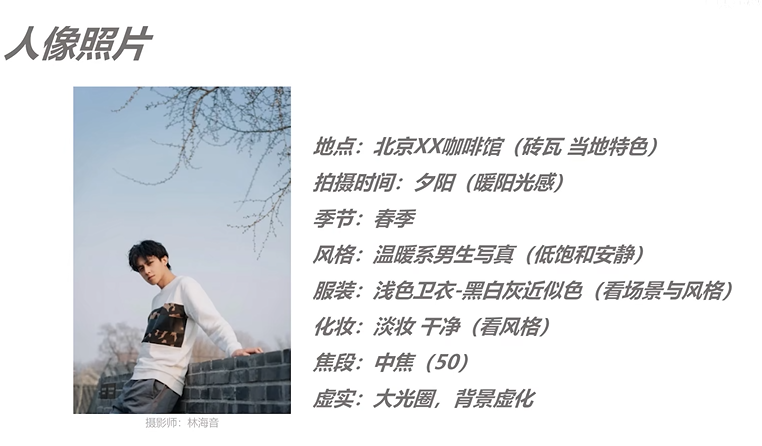 人像照片
地点：北京XX咖啡馆（砖瓦 当地特色）
拍摄时间：夕阳（暖阳光感）
季节：春季
风格：温暖系男生写真（低饱和安静）
服装：浅色卫衣-黑白灰近似色（看场景与风格）
化妆：淡妆 干净（看风格）
焦段：中焦（50）
虚实：大光圈，背景虚化
摄影师：林海音